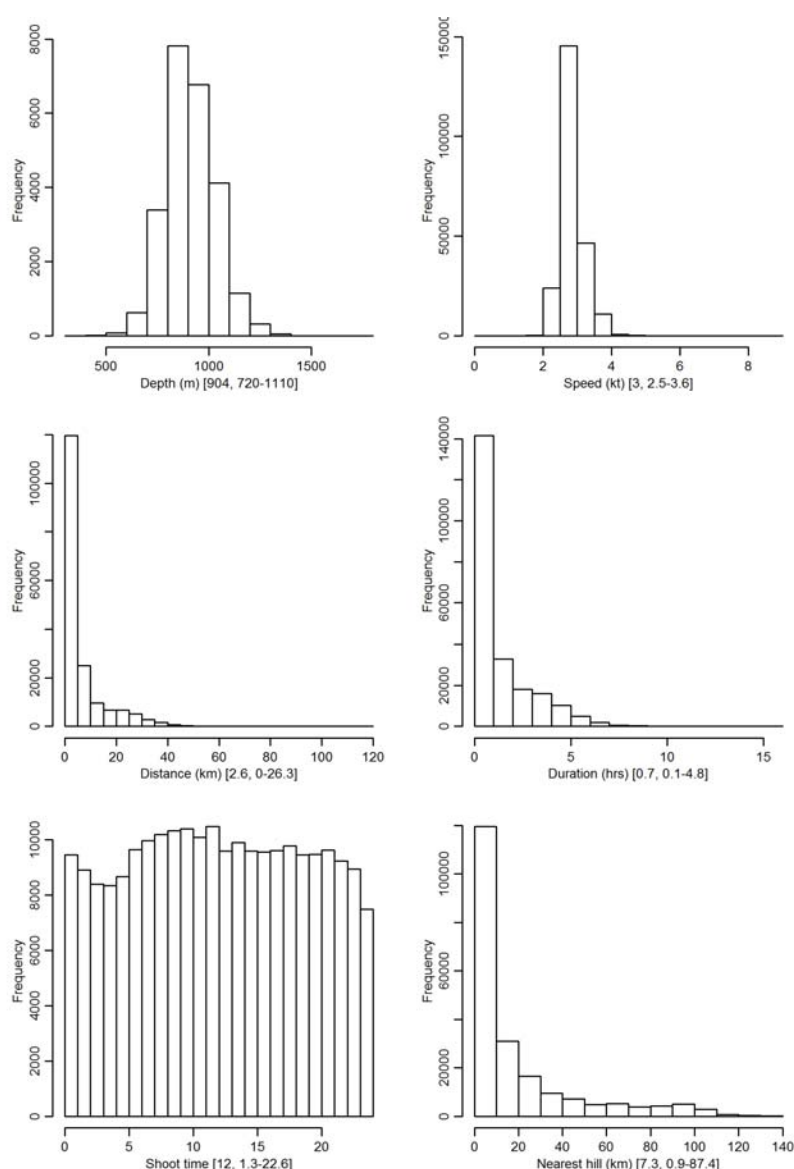 Frequency
0 2000 4000 6000 8000
500 1000 1500
Depth (m) [904, 720-1110]
Frequency
0 50000 100000 150000
0 2 4 6 8
Speed (kt) [3, 2.5-3.6]
Frequency
0 20000 60000 100000
0 20 40 60 80 100 120
Distance (km) [2.6, 0-26.3]
Frequency
0 20000 60000 100000 140000
0 5 10 15
Duration (hrs) [0.7, 0.1-4.8]
Frequency
0 2000 4000 6000 8000 10000
0 5 10 15 20
Shoot time [12, 1.3-22.6]
Frequency
0 20000 60000 100000
0 20 40 60 80 100 120 140
Nearest hill (km) [7.3, 0.9-87.4]